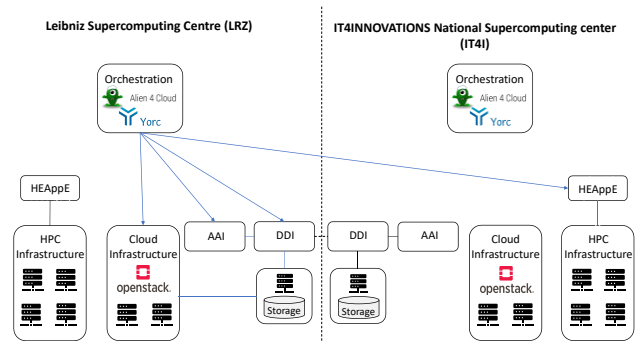 Leibniz Supercomputing Centre (LRZ)
IT4INNOVATIONS National Supercomputing center
(IT4I)
Orchestration
Alien 4 Cloud
Yorc
Orchestration
Alien 4 Cloud
Yorc
HEAppE
HEAppE
HPC
Infrastructure
Cloud
Infrastructure
openstack.
AAI
DDI
Storage
DDI
AAI
Storage
Cloud
Infrastructure
openstack.
HPC
Infrastructure